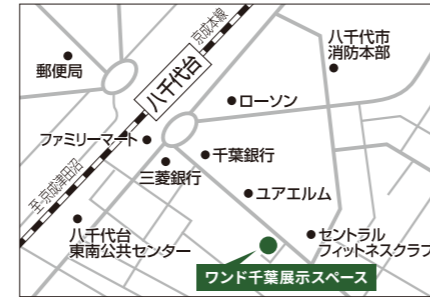 京成本線
八千代市
消防本部
郵便局
八千代台
ローソン
ファミリーマート
千葉銀行
三菱銀行
至 京成津田沼
ユアエルム
八千代台
東南公共センター
セントラル
フィットネスクラブ
ワンド千葉展示スペース